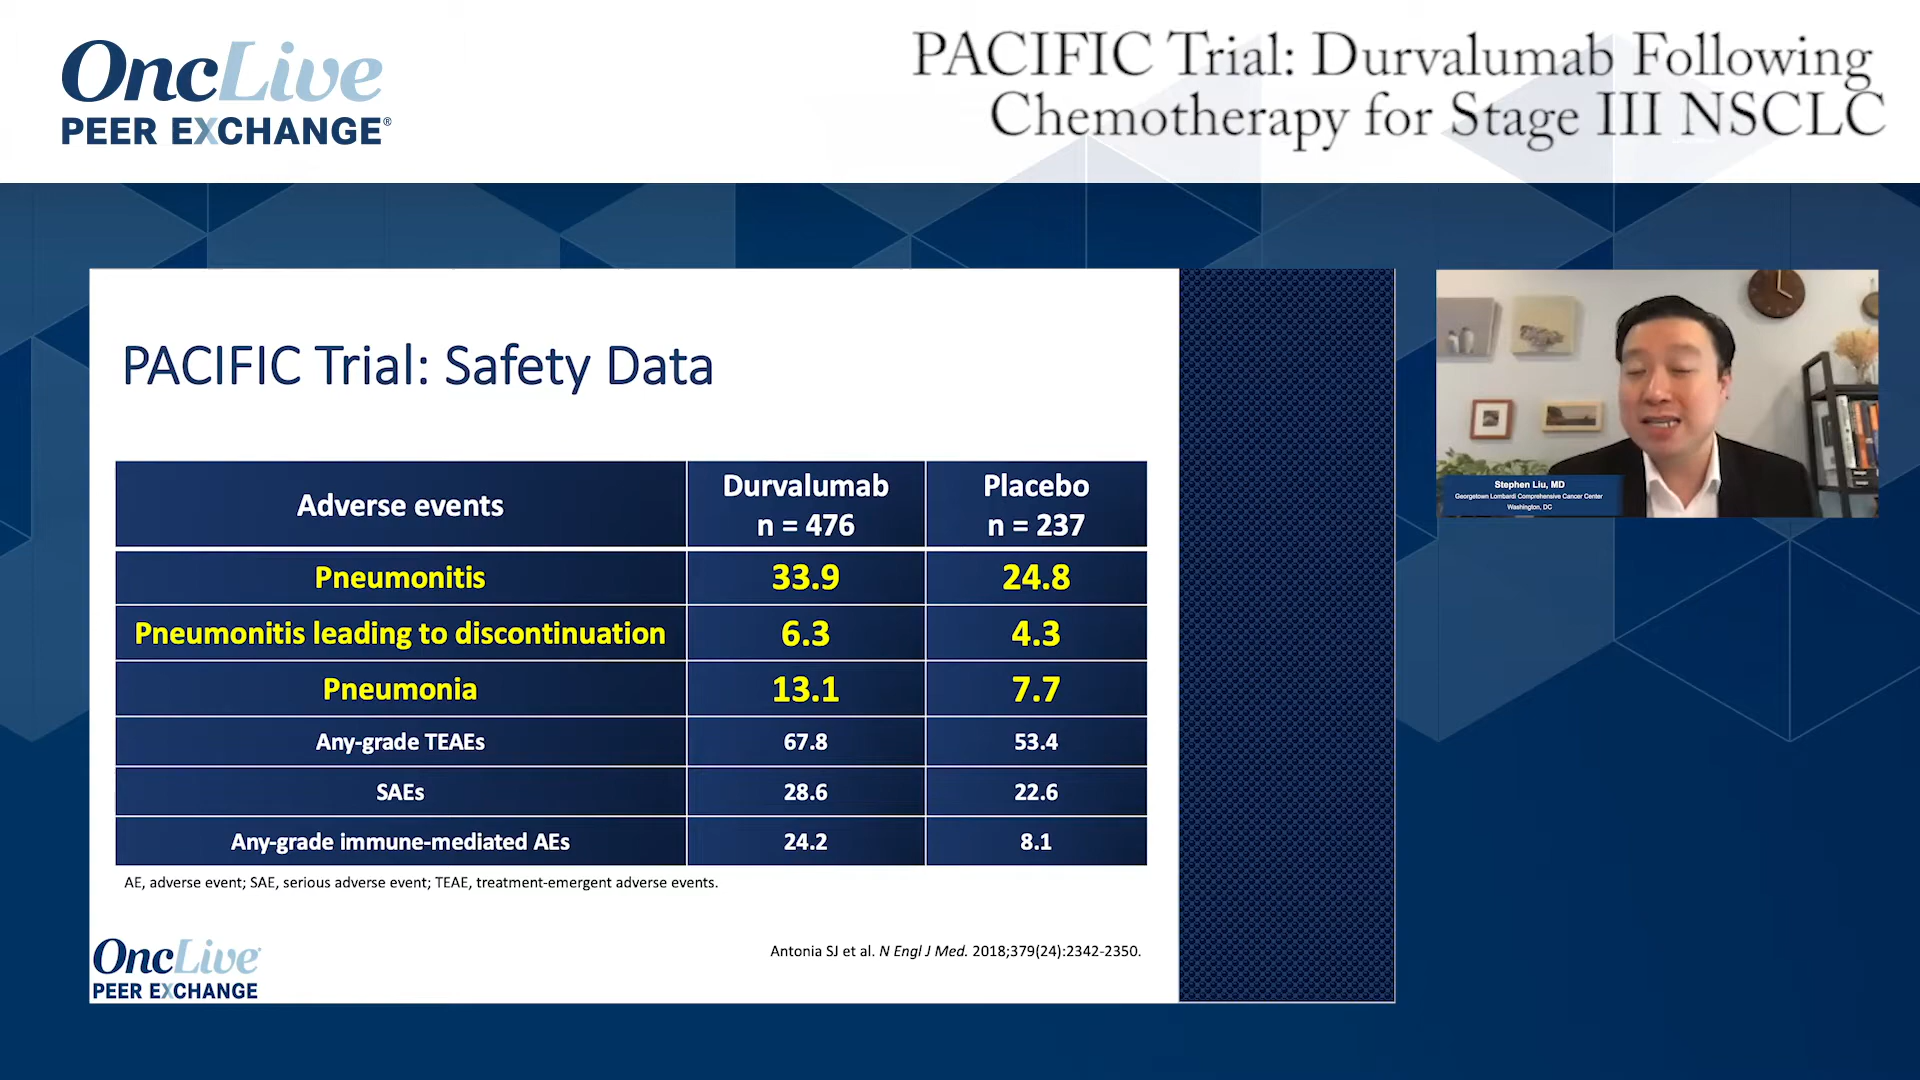 OncLive
PEER EXCHANGE®
PACIFIC Trial: Durvalumab Following
Chemotherapy for Stage III NSCLC
PACIFIC Trial: Safety Data
Adverse events
Durvalumab
n = 476
Placebo
n = 237
Pneumonitis 33.9 24.8
Pneumonitis leading to discontinuation 6.3 4.3
Pneumonia 13.1 7.7
Any-grade TEAEs 67.8 53.4
SAEs 28.6 22.6
Any-grade immune-mediated AEs 24.2 8.1
AE, adverse event; SAE, serious adverse event; TEAE, treatment-emergent adverse events.
Antonia SJ et al. N Engl J Med. 2018;379(24):2342-2350.
OncLive
PEER EXCHANGE
Stephen Liu, MD
Georgetown Lombardi Comprehensive Cancer Center
Washington, DC